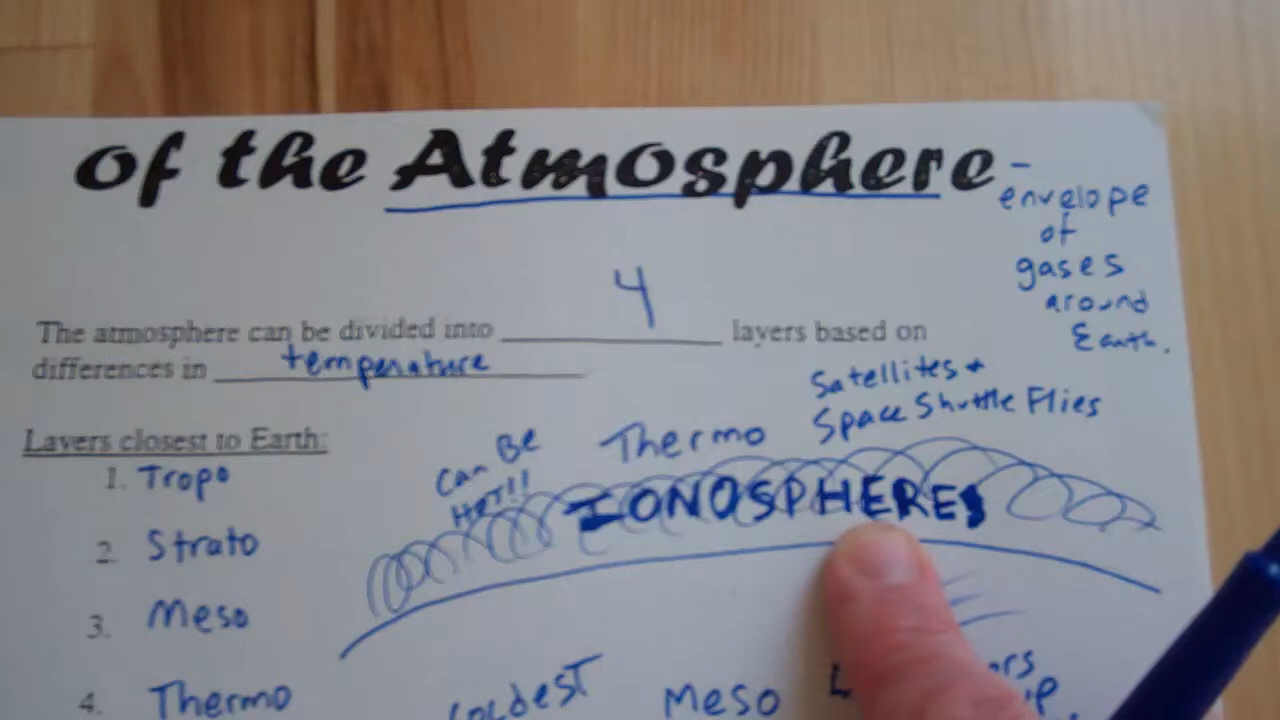 of the Atmosphere -
envelope
of
gases
around
Earth.
The atmosphere can be divided into 4 layers based on
differences in temperature
Layers closest to Earth:
1. Tropo
2. Strato
3. Meso
4. Thermo
Satellites +
Space Shuttle Flies
Thermo
Can Be
HOT!!
IONOSPHERE
Coldest
Meso